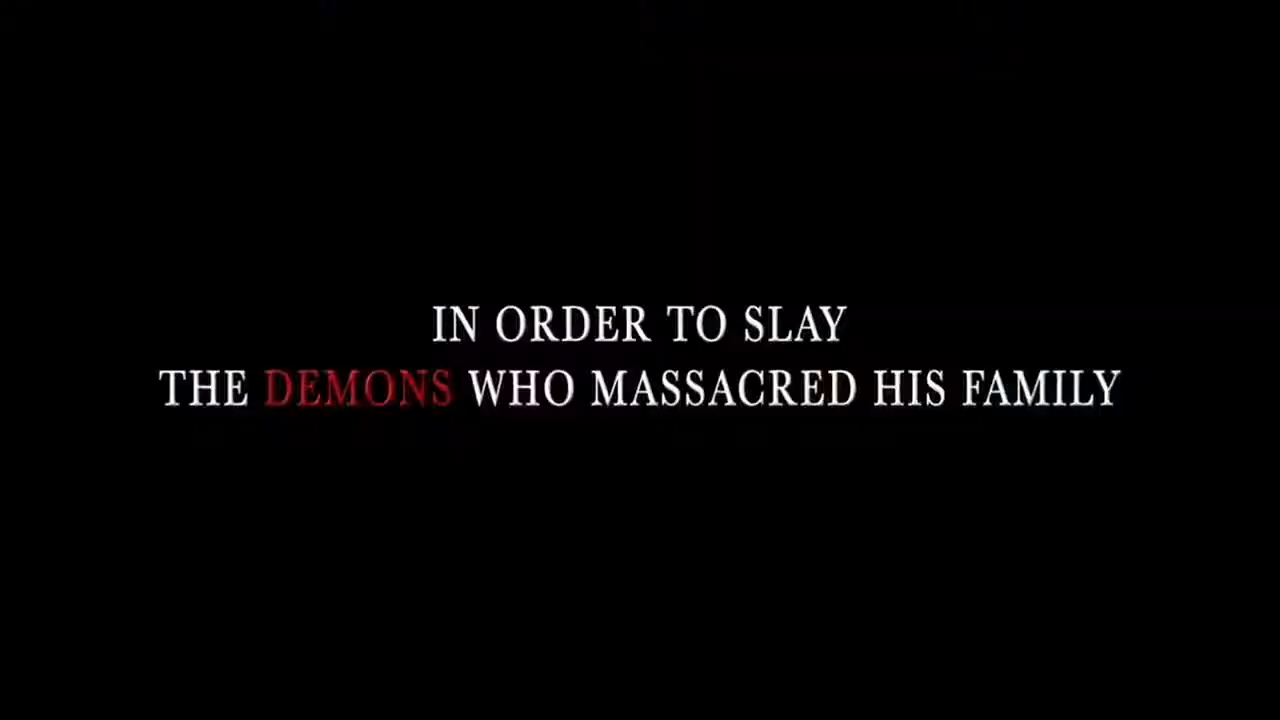 IN ORDER TO SLAY
THE DEMONS WHO MASSACRED HIS FAMILY